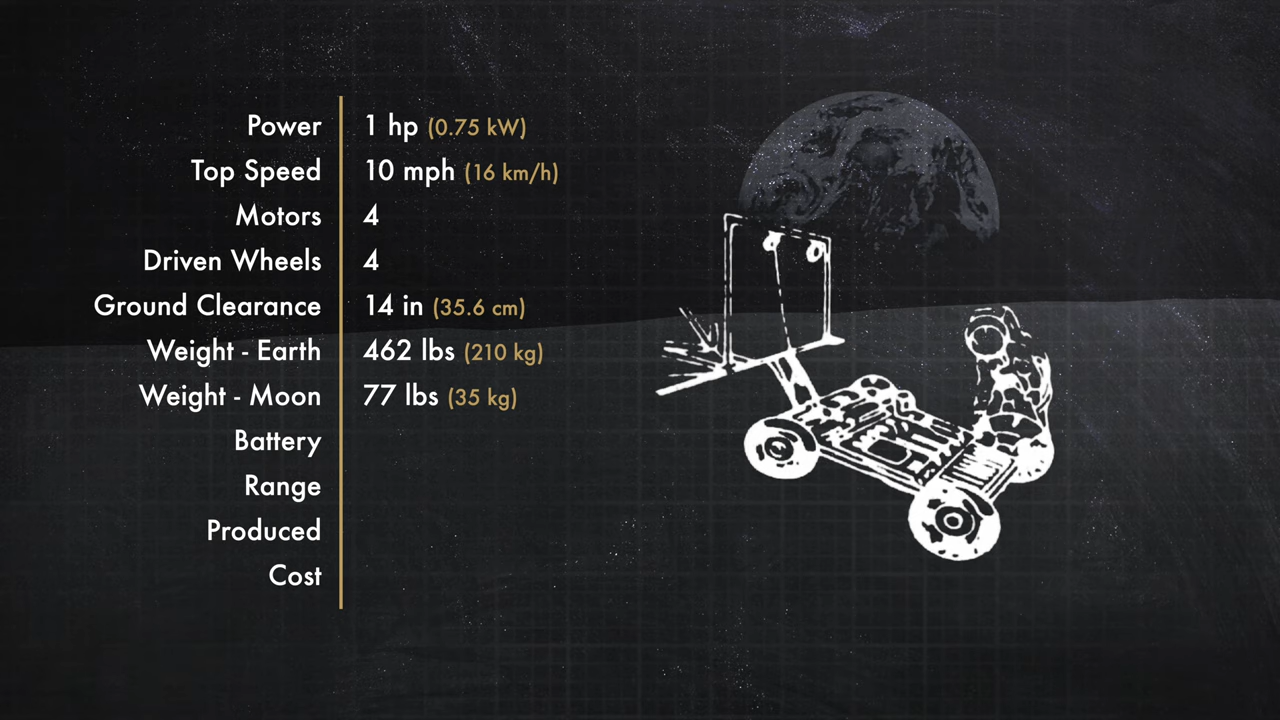 Power 1 hp (0.75 kW)
Top Speed 10 mph (16 km/h)
Motors 4
Driven Wheels 4
Ground Clearance 14 in (35.6 cm)
Weight - Earth 462 lbs (210 kg)
Weight - Moon 77 lbs (35 kg)
Battery
Range
Produced
Cost